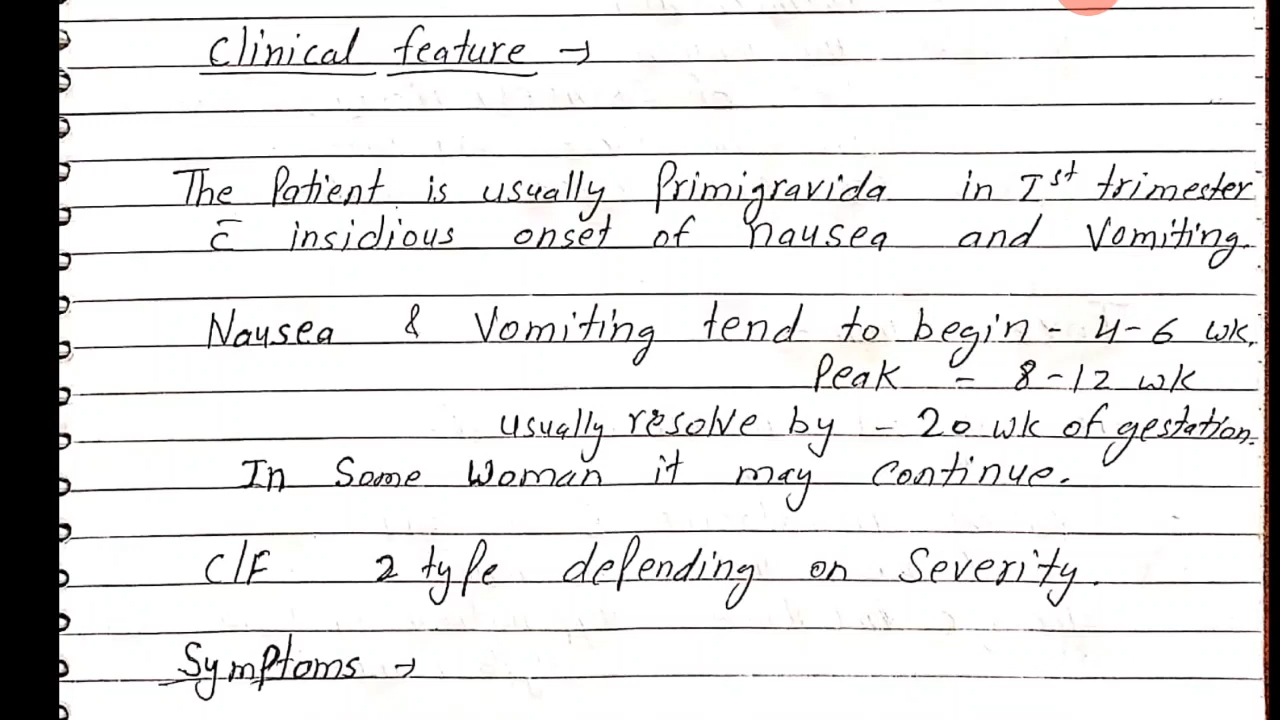 Clinical feature →
The Patient is usually Primigravida in Ist trimester
c̄ insidious onset of nausea and Vomiting.
Nausea & Vomiting tend to begin - 4-6 wk.
Peak - 8-12 wk
usually resolve by - 20 wk of gestation.
In Some Woman it may continue.
C/F 2 type depending on Severity.
Symptoms →